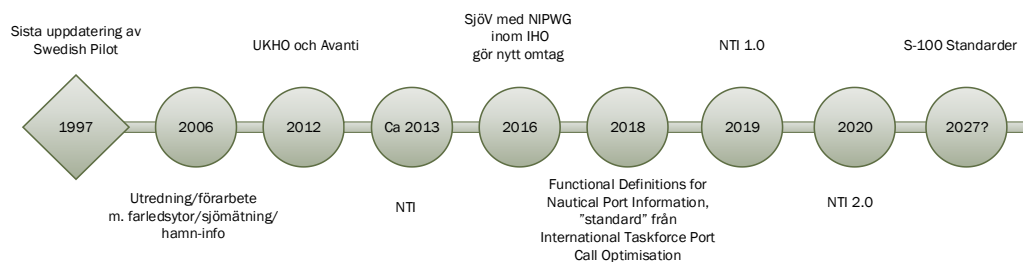 Sista uppdatering av
Swedish Pilot
UKHO och Avanti
SjöV med NIPWG
inom IHO
gör nytt omtag
NTI 1.0
S-100 Standarder
1997
2006
2012
Ca 2013
2016
2018
2019
2020
2027?
Utredning/förarbete
m. farledsytor/sjömätning/
hamn-info
NTI
Functional Definitions for
Nautical Port Information,
”standard” från
International Taskforce Port
Call Optimisation
NTI 2.0